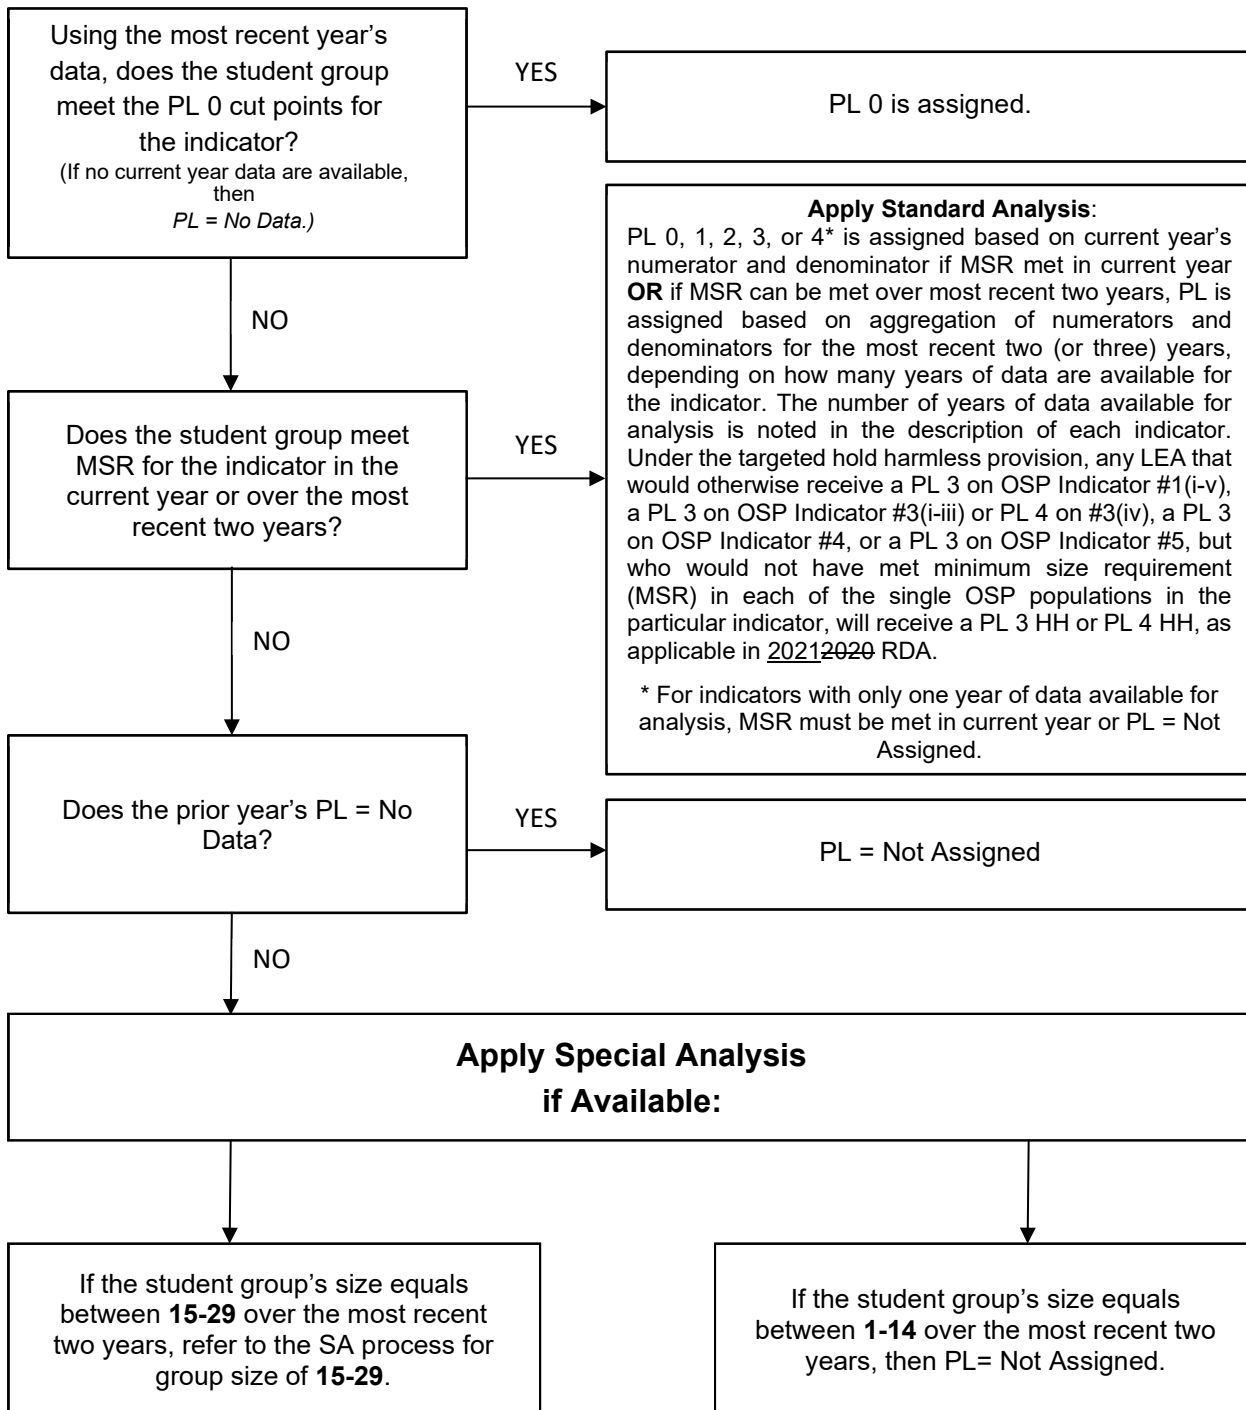 Using the most recent year’s
data, does the student group
meet the PL 0 cut points for
the indicator?
(If no current year data are available,
then
PL = No Data.)
YES
PL 0 is assigned.
NO
Does the student group meet
MSR for the indicator in the
current year or over the most
recent two years?
YES
Apply Standard Analysis:
PL 0, 1, 2, 3, or 4* is assigned based on current year’s
numerator and denominator if MSR met in current year
OR if MSR can be met over most recent two years, PL is
assigned based on aggregation of numerators and
denominators for the most recent two (or three) years,
depending on how many years of data are available for
the indicator. The number of years of data available for
analysis is noted in the description of each indicator.
Under the targeted hold harmless provision, any LEA that
would otherwise receive a PL 3 on OSP Indicator #1(i-v),
a PL 3 on OSP Indicator #3(i-iii) or PL 4 on #3(iv), a PL 3
on OSP Indicator #4, or a PL 3 on OSP Indicator #5, but
who would not have met minimum size requirement
(MSR) in each of the single OSP populations in the
particular indicator, will receive a PL 3 HH or PL 4 HH, as
applicable in 20212020 RDA.
* For indicators with only one year of data available for
analysis, MSR must be met in current year or PL = Not
Assigned.
NO
Does the prior year’s PL = No
Data?
YES
PL = Not Assigned
NO
Apply Special Analysis
if Available:
If the student group’s size equals
between 15-29 over the most recent
two years, refer to the SA process for
group size of 15-29.
If the student group’s size equals
between 1-14 over the most recent two
years, then PL= Not Assigned.